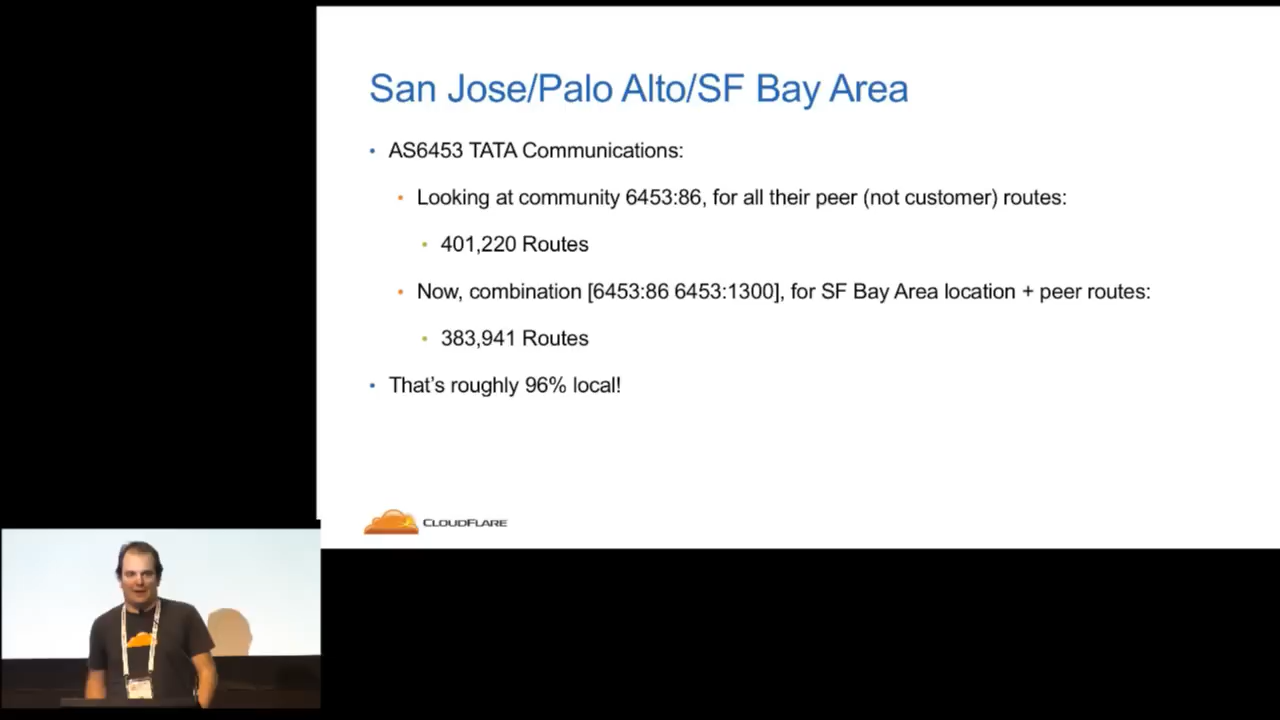 San Jose/Palo Alto/SF Bay Area
• AS6453 TATA Communications:
• Looking at community 6453:86, for all their peer (not customer) routes:
• 401,220 Routes
• Now, combination [6453:86 6453:1300], for SF Bay Area location + peer routes:
• 383,941 Routes
• That's roughly 96% local!
CLOUDFLARE